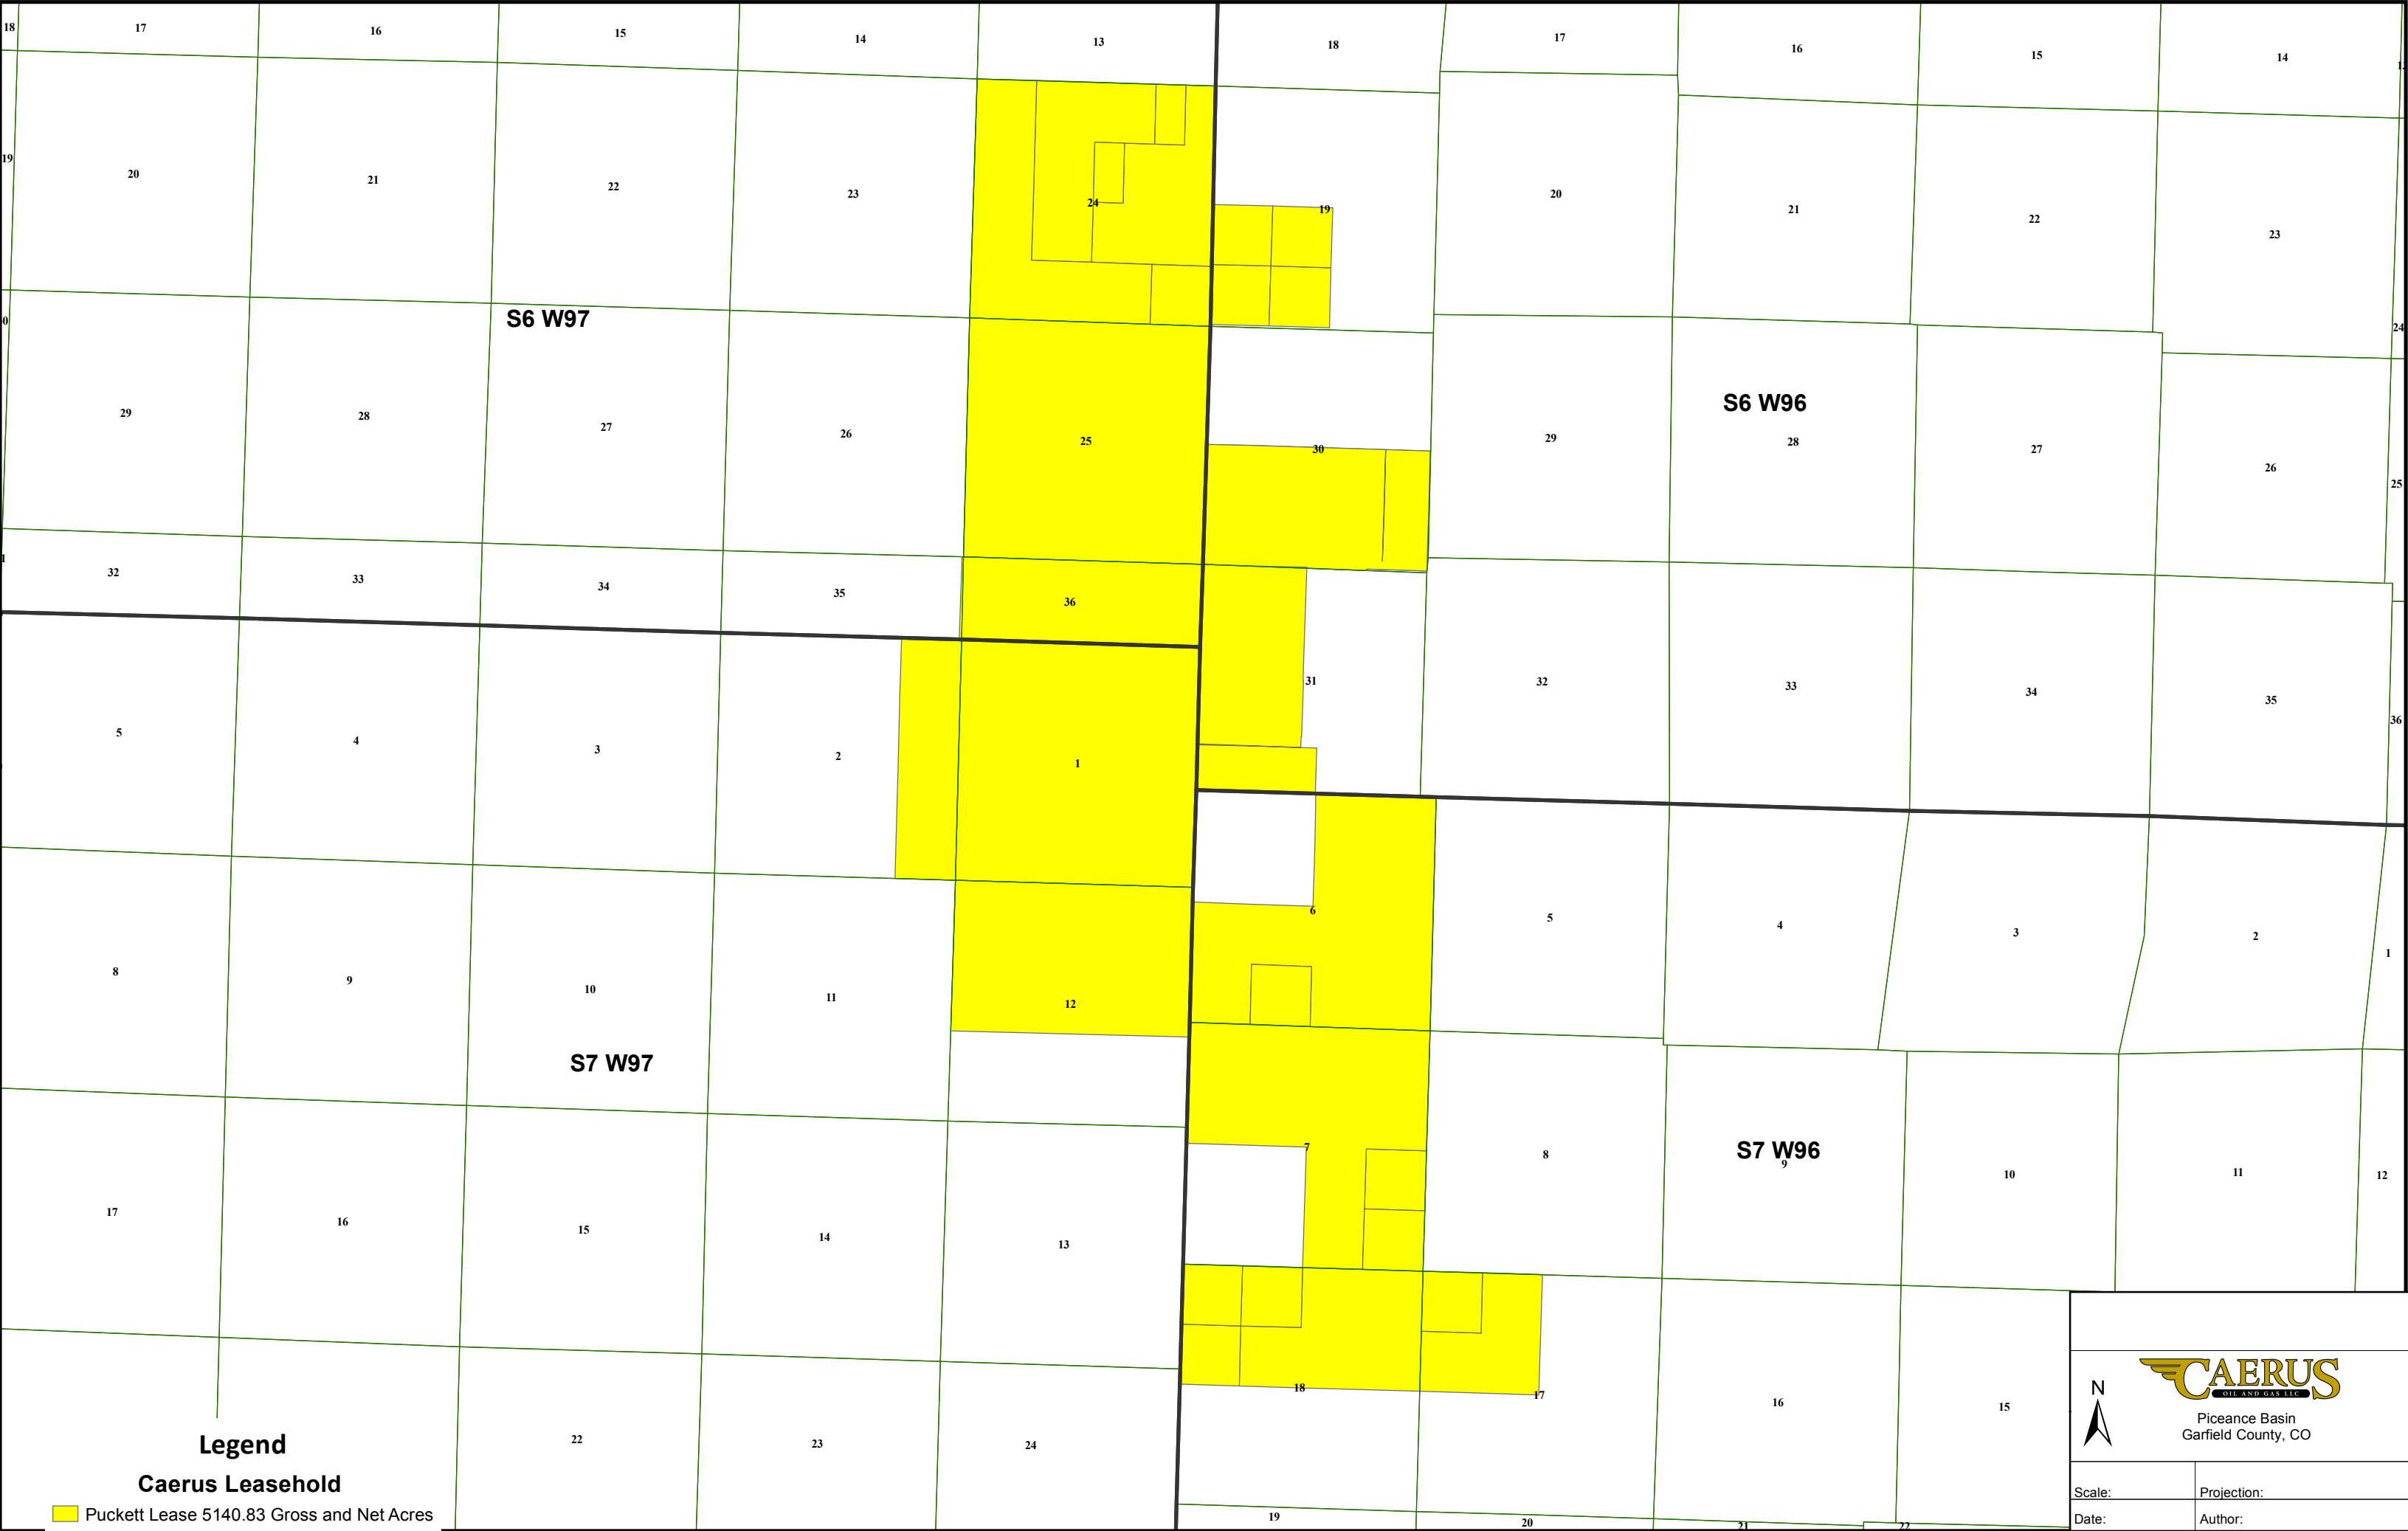 18 17 16 15 14 13 18 17 16 15 14
19 20 21 22 23 24 19 20 21 22 23
S6 W97
24
29 28 27 26 25 30 29 S6 W96 28 27 26 25
32 33 34 35 36
5 4 3 2 1 31 32 33 34 35 36
8 9 10 11 12 6 5 4 3 2 1
S7 W97
17 16 15 14 13 7 8 S7 W96 9 10 11 12
22 23 24 18 17 16 15
19 20 21 22
Legend
Caerus Leasehold
Puckett Lease 5140.83 Gross and Net Acres
N
CAERUS
OIL AND GAS LLC
Piceance Basin
Garfield County, CO
Scale: Projection:
Date: Author: